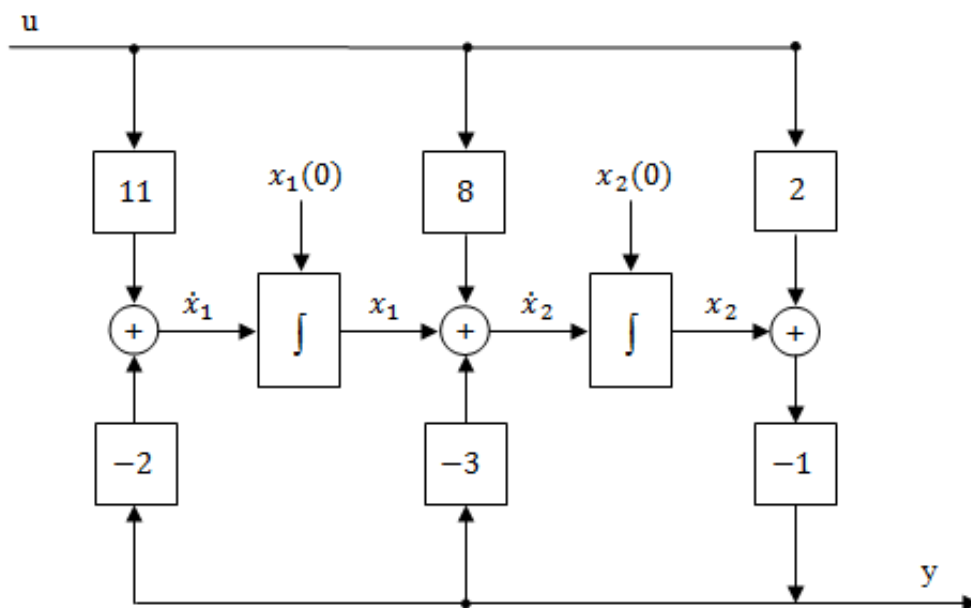 u
11
x₁(0)
8
x₂(0)
2
+
ẋ₁
∫
x₁
+
ẋ₂
∫
x₂
+
−2
−3
−1
y